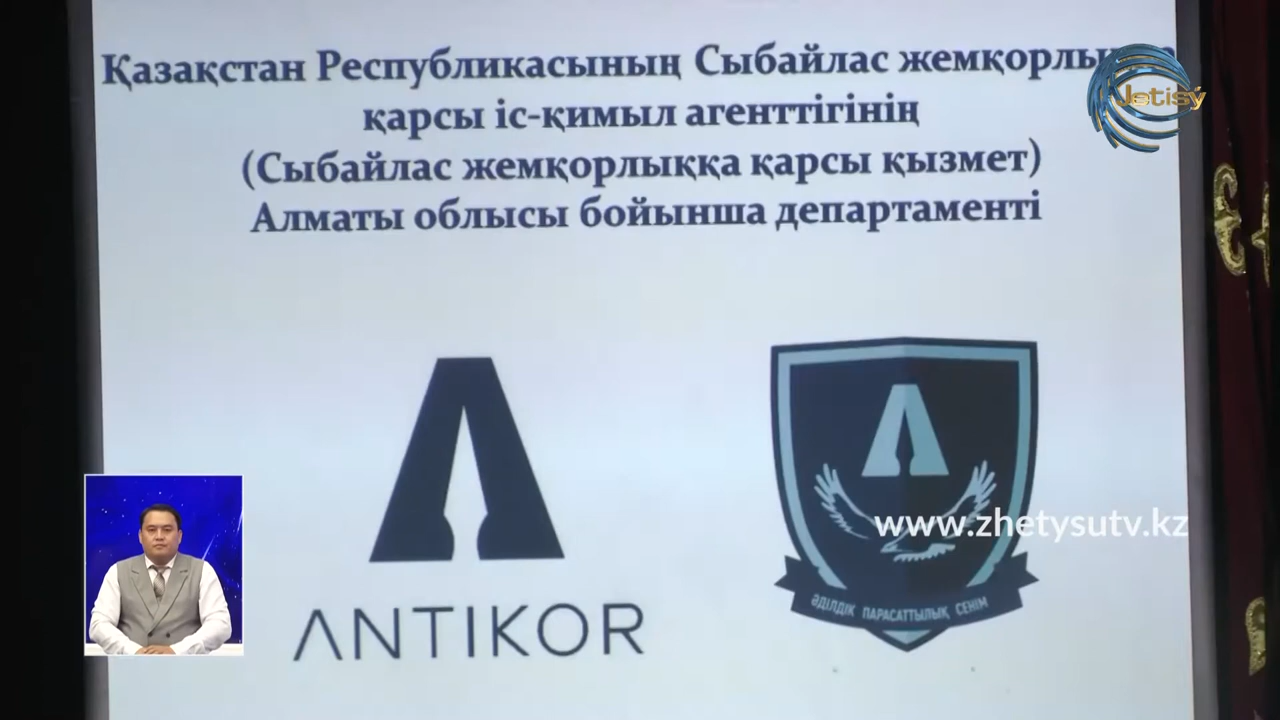 Қазақстан Республикасының Сыбайлас
қарсы іс-қимыл агенттігінің
(Сыбайлас жемқорлыққа қарсы қызмет)
Алматы облысы бойынша департаменті
Jetisý
ANTIKOR
www.zhetysutv.kz
ӘДІЛДІК ПАРАСАТТЫЛЫҚ СЕНІМ